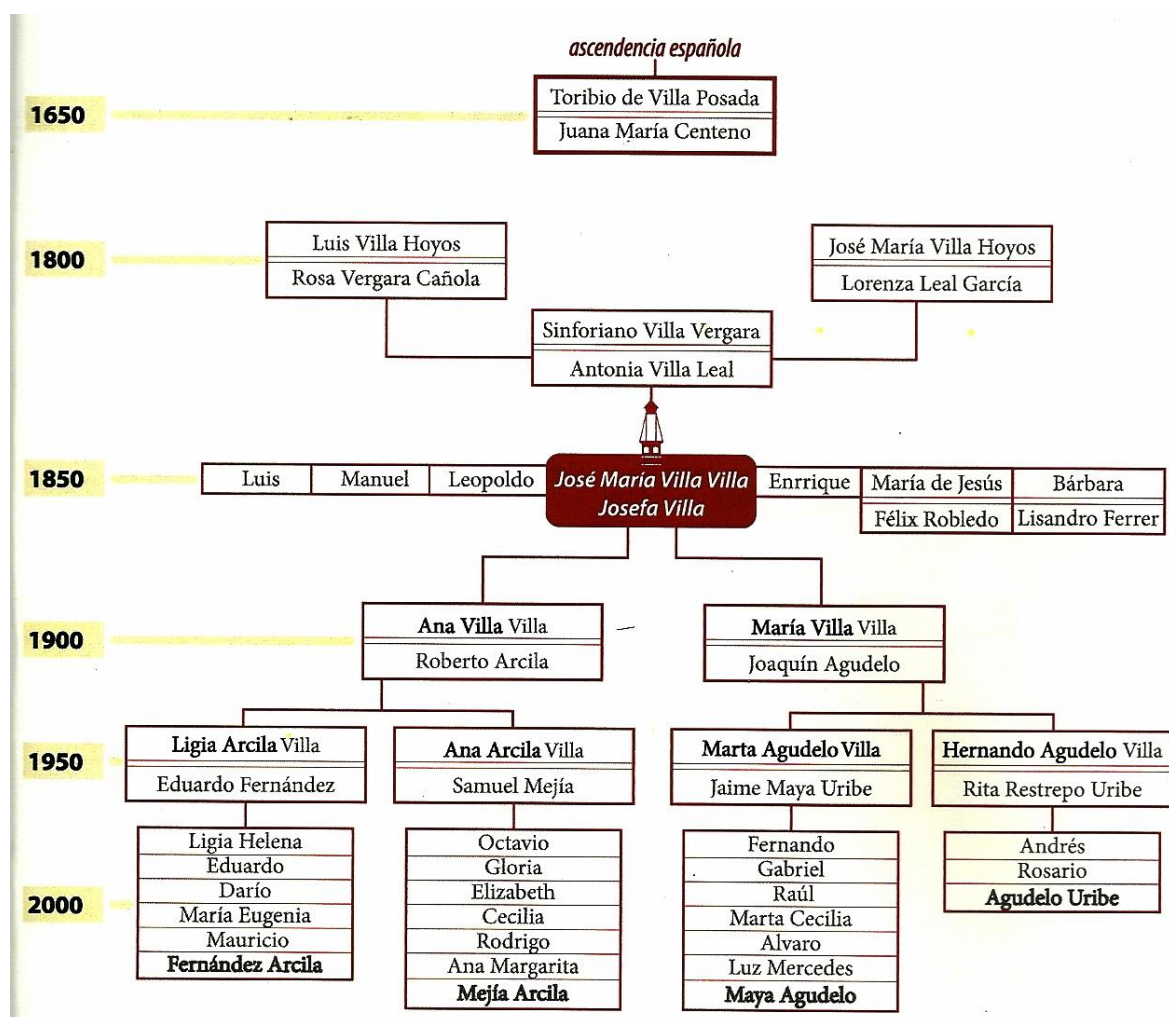 ascendencia española
1650
Toribio de Villa Posada
Juana María Centeno
1800
Luis Villa Hoyos
Rosa Vergara Cañola
José María Villa Hoyos
Lorenza Leal García
Sinforiano Villa Vergara
Antonia Villa Leal
1850
Luis
Manuel
Leopoldo
José María Villa Villa
Josefa Villa
Enrrique
María de Jesús
Félix Robledo
Bárbara
Lisandro Ferrer
1900
Ana Villa Villa
Roberto Arcila
María Villa Villa
Joaquín Agudelo
1950
Ligia Arcila Villa
Eduardo Fernández
Ana Arcila Villa
Samuel Mejía
Marta Agudelo Villa
Jaime Maya Uribe
Hernando Agudelo Villa
Rita Restrepo Uribe
2000
Ligia Helena
Eduardo
Darío
María Eugenia
Mauricio
Fernández Arcila
Octavio
Gloria
Elizabeth
Cecilia
Rodrigo
Ana Margarita
Mejía Arcila
Fernando
Gabriel
Raúl
Marta Cecilia
Alvaro
Luz Mercedes
Maya Agudelo
Andrés
Rosario
Agudelo Uribe